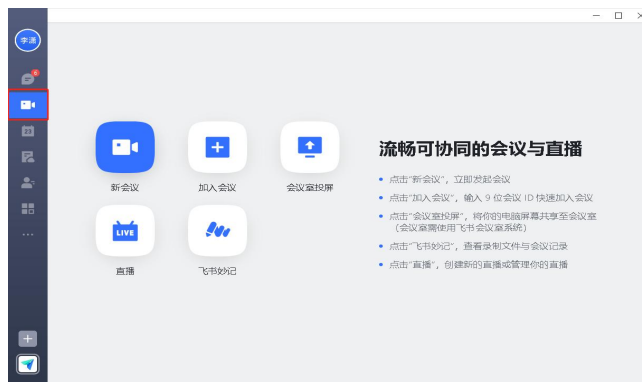 李潇
流畅可协同的会议与直播
点击“新会议”，立即发起会议
点击“加入会议”，输入 9 位会议 ID 快速加入会议
点击“会议室投屏”，将你的电脑屏幕共享至会议室
（会议室需使用飞书会议室系统）
点击“飞书妙记”，查看录制文件与会议记录
点击“直播”，创建新的直播或管理你的直播
新会议
加入会议
会议室投屏
LIVE
直播
飞书妙记